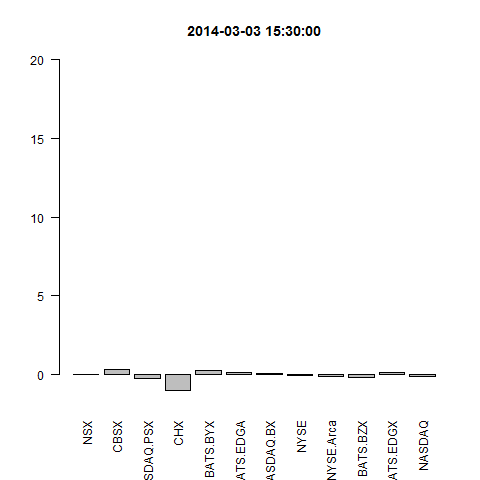 2014-03-03 15:30:00
20
15
10
5
0
NSX
CBSX
SDAQ.PSX
CHX
BATS.BYX
ATS.EDGA
ASDAQ.BX
NYSE
NYSE.Arca
BATS.BZX
ATS.EDGX
NASDAQ